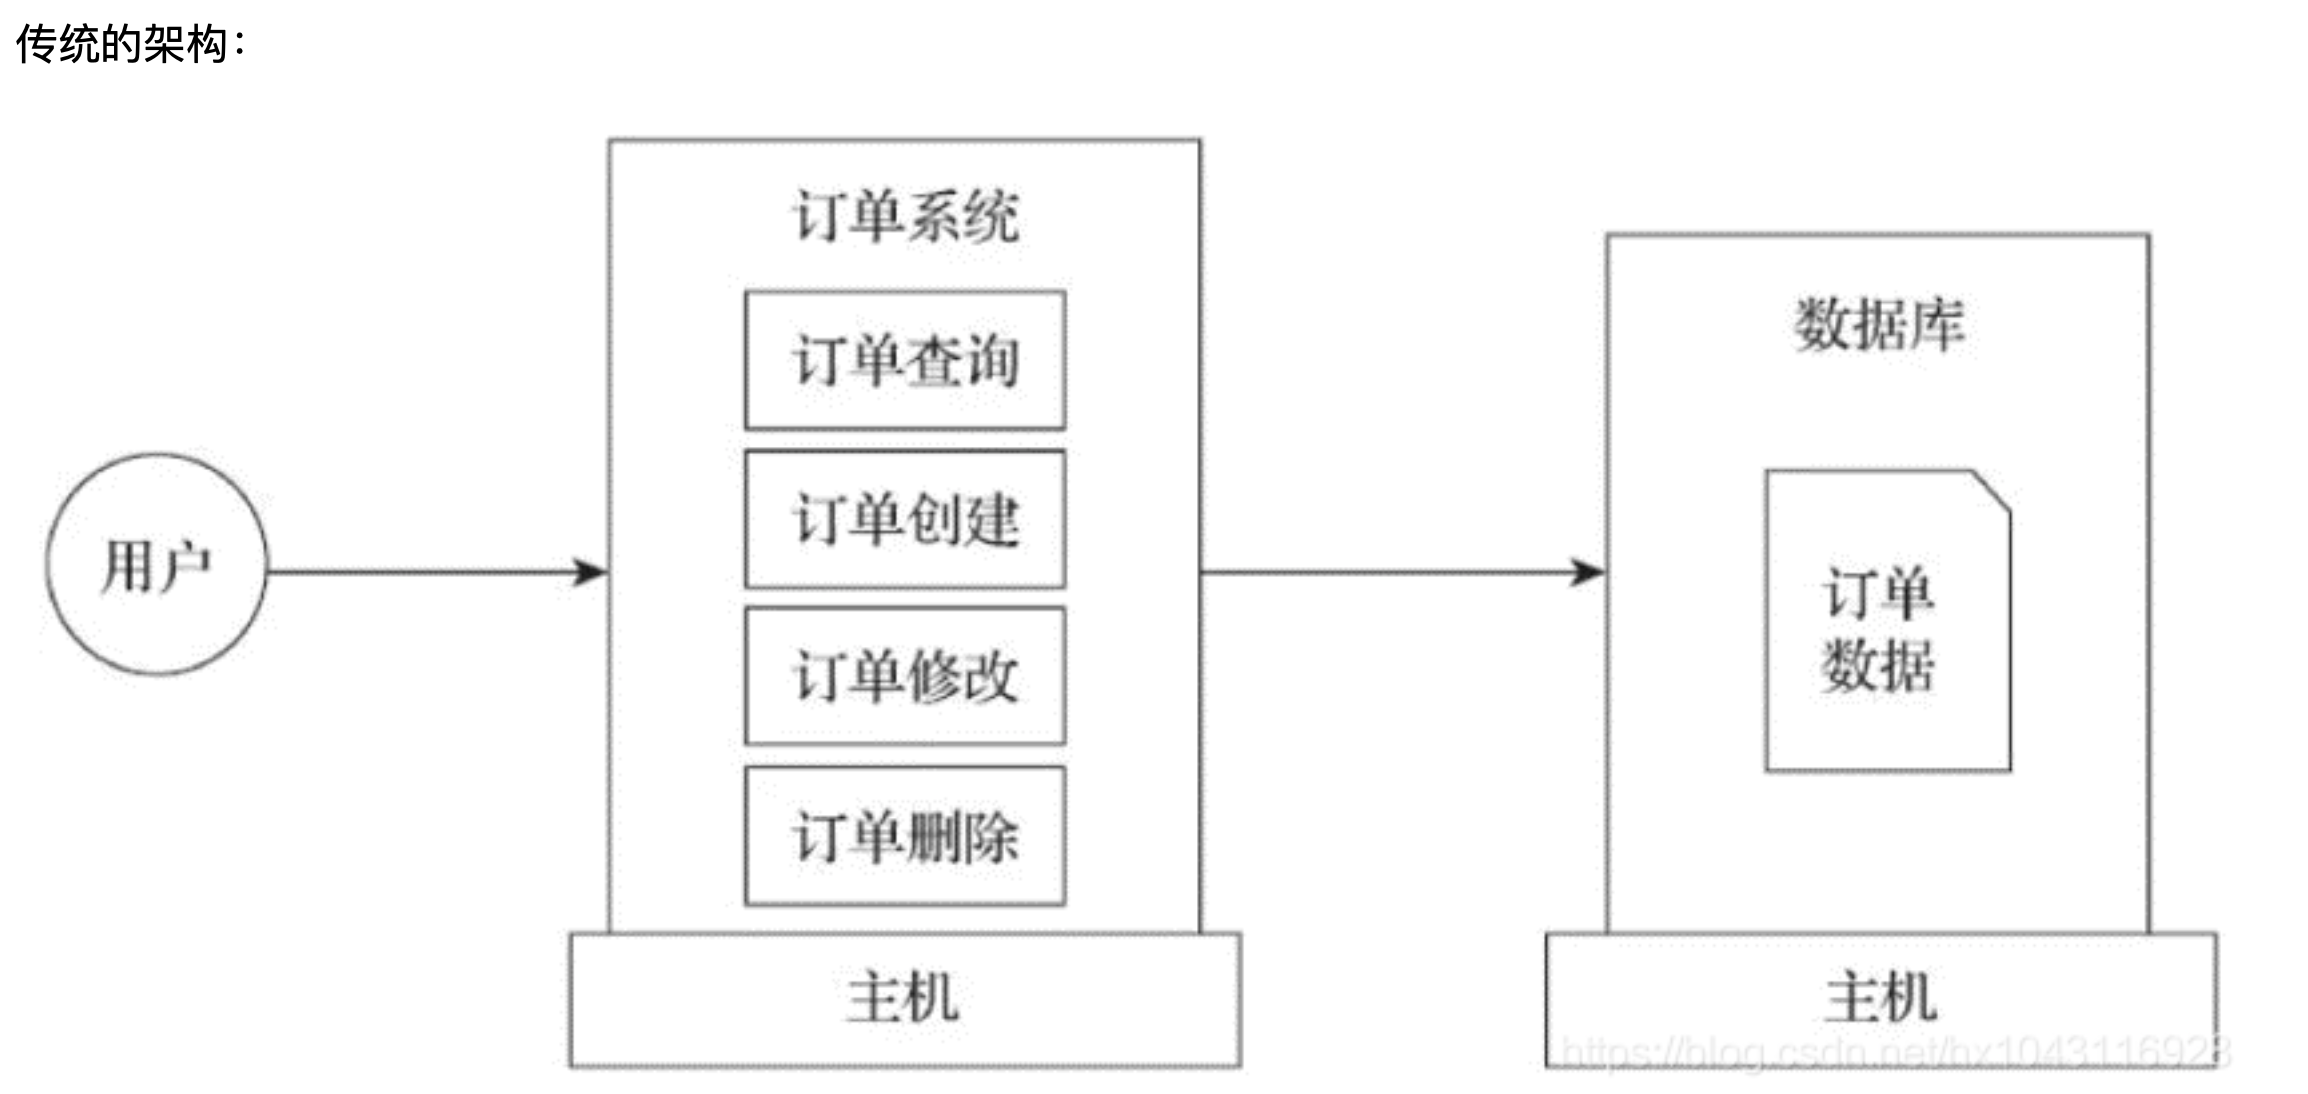 传统的架构：
用户
订单系统
订单查询
订单创建
订单修改
订单删除
主机
数据库
订单
数据
主机
https://blog.csdn.net/hx1043116928